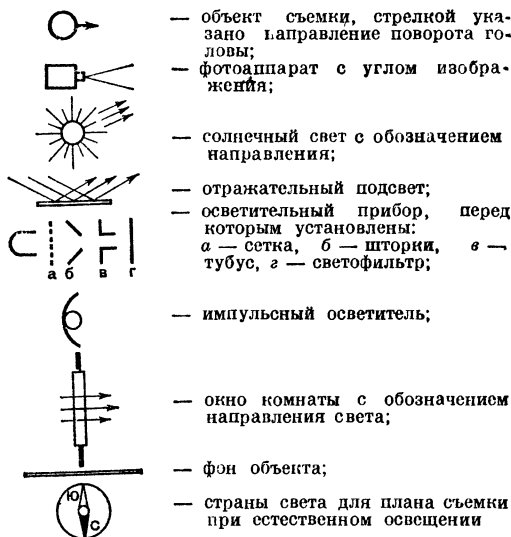 — объект съемки, стрелкой ука-
зано направление поворота го-
ловы;
— фотоаппарат с углом изобра-
жения;
— солнечный свет с обозначением
направления;
— отражательный подсвет;
— осветительный прибор, перед
которым установлены:
а — сетка, б — шторки, в —
тубус, г — светофильтр;
а б в г
— импульсный осветитель;
— окно комнаты с обозначением
направления света;
— фон объекта;
Ю
С
— страны света для плана съемки
при естественном освещении